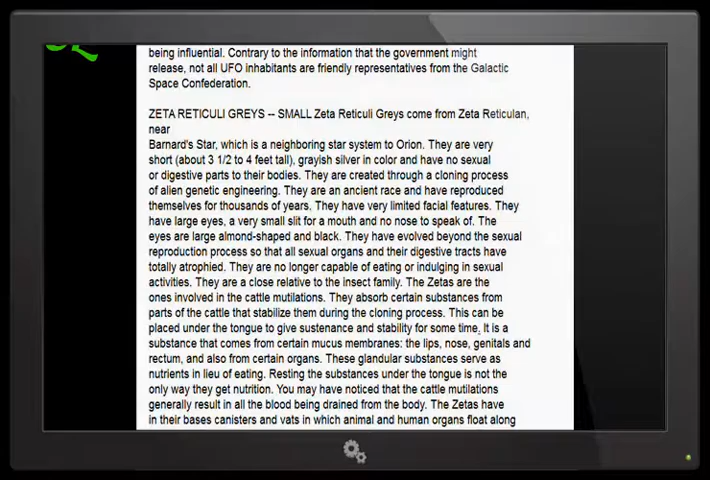 being influential. Contrary to the information that the government might
release, not all UFO inhabitants are friendly representatives from the Galactic
Space Confederation.
ZETA RETICULI GREYS -- SMALL Zeta Reticuli Greys come from Zeta Reticulan,
near
Barnard's Star, which is a neighboring star system to Orion. They are very
short (about 3 1/2 to 4 feet tall), grayish silver in color and have no sexual
or digestive parts to their bodies. They are created through a cloning process
of alien genetic engineering. They are an ancient race and have reproduced
themselves for thousands of years. They have very limited facial features. They
have large eyes, a very small slit for a mouth and no nose to speak of. The
eyes are large almond-shaped and black. They have evolved beyond the sexual
reproduction process so that all sexual organs and their digestive tracts have
totally atrophied. They are no longer capable of eating or indulging in sexual
activities. They are a close relative to the insect family. The Zetas are the
ones involved in the cattle mutilations. They absorb certain substances from
parts of the cattle that stabilize them during the cloning process. This can be
placed under the tongue to give sustenance and stability for some time. It is a
substance that comes from certain mucus membranes: the lips, nose, genitals and
rectum, and also from certain organs. These glandular substances serve as
nutrients in lieu of eating. Resting the substances under the tongue is not the
only way they get nutrition. You may have noticed that the cattle mutilations
generally result in all the blood being drained from the body. The Zetas have
in their bases canisters and vats in which animal and human organs float along